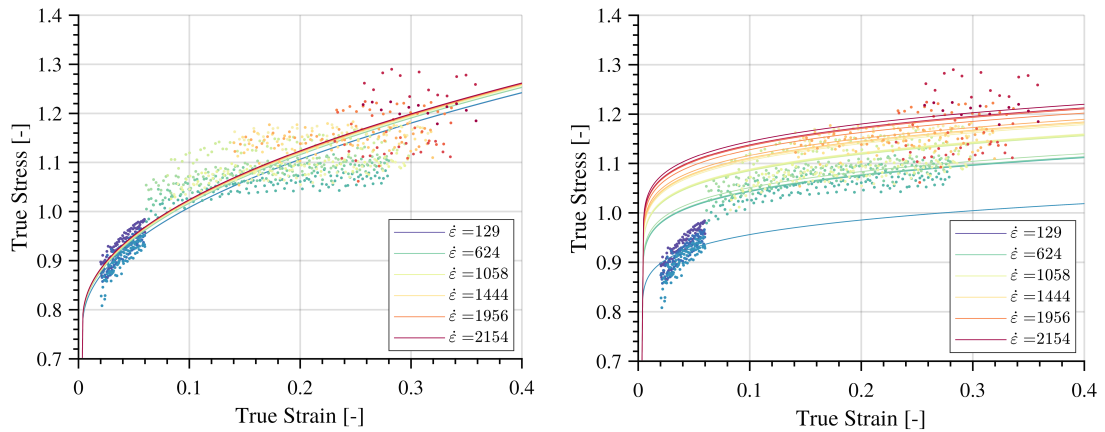 1.4
1.3
1.2
1.1
1.0
0.9
0.8
0.7
True Stress [-]
0
0.1
0.2
0.3
0.4
True Strain [-]
ε̇ =129
ε̇ =624
ε̇ =1058
ε̇ =1444
ε̇ =1956
ε̇ =2154
1.4
1.3
1.2
1.1
1.0
0.9
0.8
0.7
True Stress [-]
0
0.1
0.2
0.3
0.4
True Strain [-]
ε̇ =129
ε̇ =624
ε̇ =1058
ε̇ =1444
ε̇ =1956
ε̇ =2154